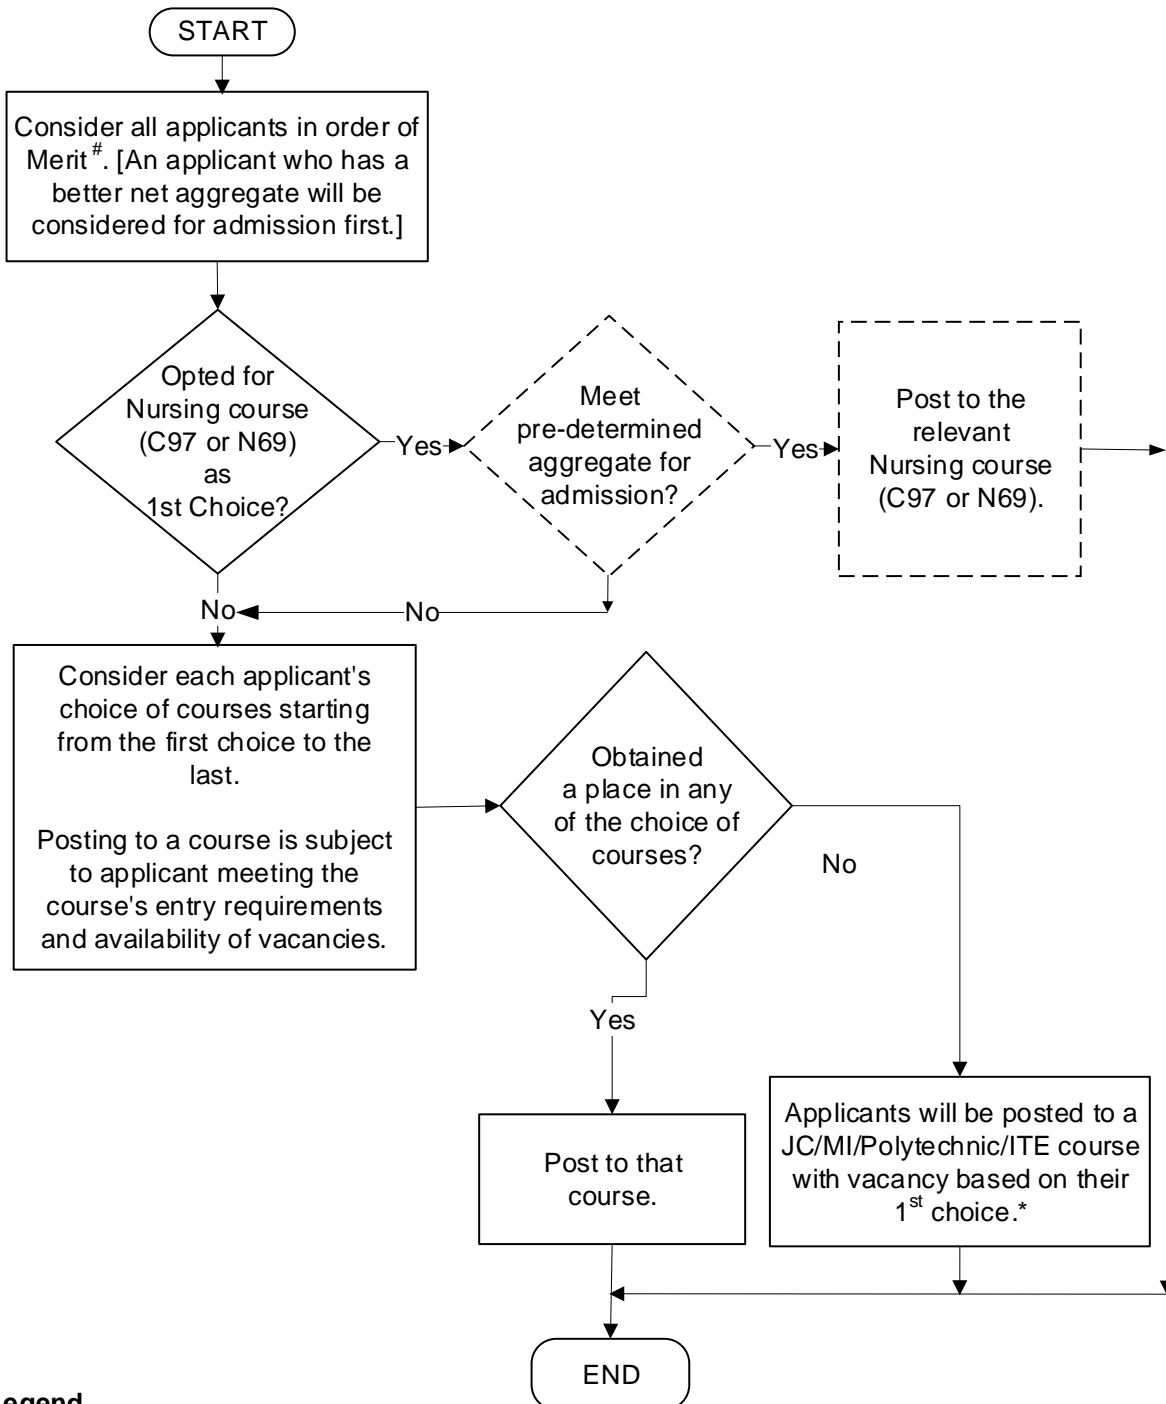 START
Consider all applicants in order of
Merit #. [An applicant who has a
better net aggregate will be
considered for admission first.]
Opted for
Nursing course
(C97 or N69)
as
1st Choice?
Yes
Meet
pre-determined
aggregate for
admission?
Yes
Post to the
relevant
Nursing course
(C97 or N69).
No
No
Consider each applicant's
choice of courses starting
from the first choice to the
last.
Posting to a course is subject
to applicant meeting the
course's entry requirements
and availability of vacancies.
Obtained
a place in any
of the choice of
courses?
No
Yes
Post to that
course.
Applicants will be posted to a
JC/MI/Polytechnic/ITE course
with vacancy based on their
1st choice.*
END